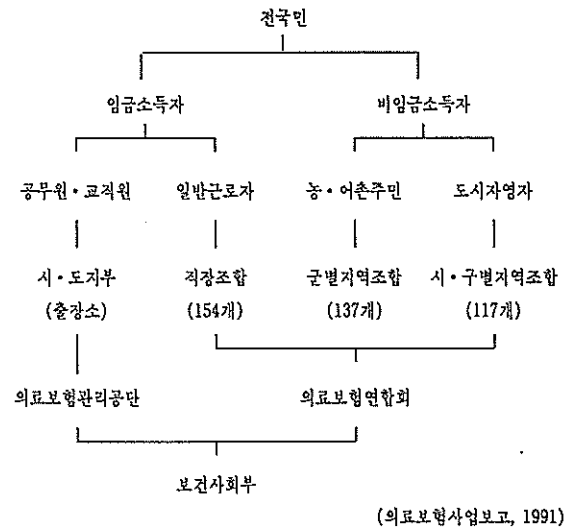 전국민
임금소득자 비임금소득자
공무원·교직원 일반근로자 농·어촌주민 도시자영자
시·도지부 직장조합 군별지역조합 시·구별지역조합
(출장소) (154개) (137개) (117개)
의료보험관리공단 의료보험연합회
보건사회부
(의료보험사업보고, 1991)